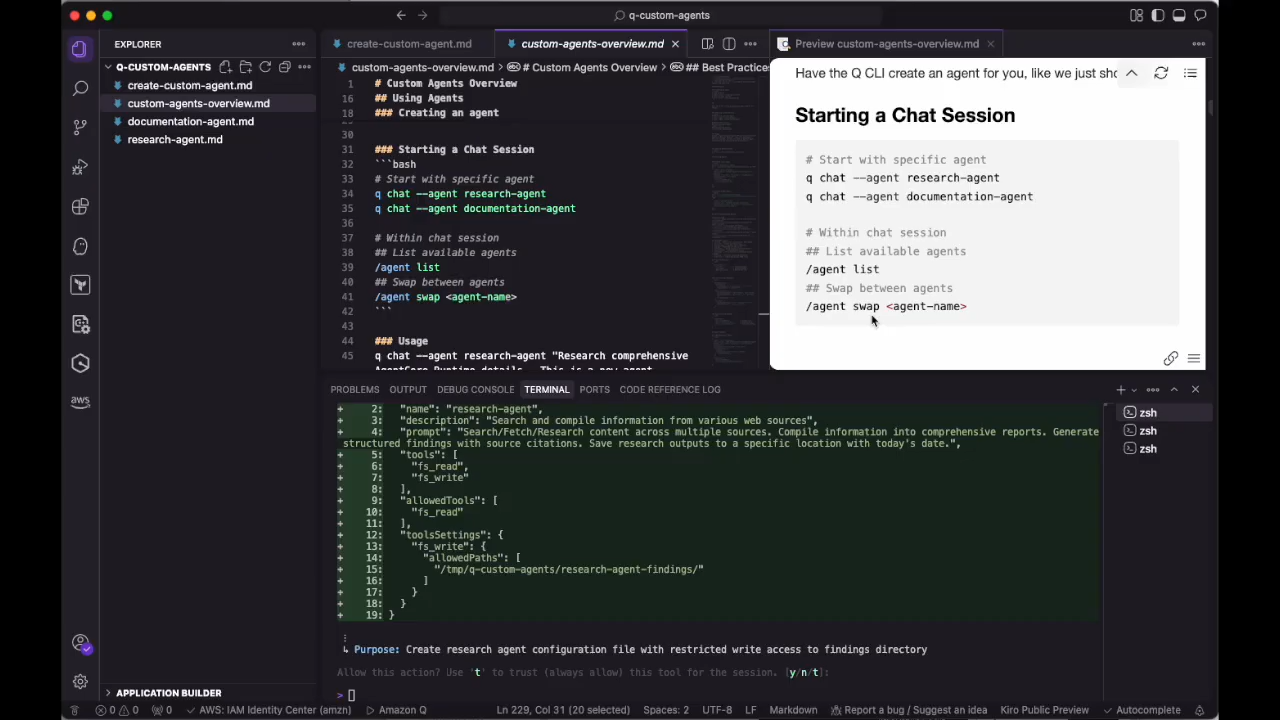 q-custom-agents
EXPLORER
Q-CUSTOM-AGENTS
create-custom-agent.md
custom-agents-overview.md
documentation-agent.md
research-agent.md
APPLICATION BUILDER
create-custom-agent.md
custom-agents-overview.md
custom-agents-overview.md > # Custom Agents Overview > ## Best Practices
1 # Custom Agents Overview
16 ## Using Agents
18 ### Creating an agent
30
31 ### Starting a Chat Session
32 ```bash
33 # Start with specific agent
34 q chat --agent research-agent
35 q chat --agent documentation-agent
36
37 # Within chat session
38 ## List available agents
39 /agent list
40 ## Swap between agents
41 /agent swap <agent-name>
42 ```
43
44 ### Usage
45 q chat --agent research-agent "Research comprehensive
AgentCore Runtime details. This is a new agent
Preview custom-agents-overview.md
Have the Q CLI create an agent for you, like we just sho
Starting a Chat Session
# Start with specific agent
q chat --agent research-agent
q chat --agent documentation-agent
# Within chat session
## List available agents
/agent list
## Swap between agents
/agent swap <agent-name>
PROBLEMS OUTPUT DEBUG CONSOLE TERMINAL PORTS CODE REFERENCE LOG
+ 2: "name": "research-agent",
+ 3: "description": "Search and compile information from various web sources",
+ 4: "prompt": "Search/Fetch/Research content across multiple sources. Compile information into comprehensive reports. Generate
structured findings with source citations. Save research outputs to a specific location with today's date.",
+ 5: "tools": [
+ 6: "fs_read",
+ 7: "fs_write"
+ 8: ],
+ 9: "allowedTools": [
+ 10: "fs_read"
+ 11: ],
+ 12: "toolsSettings": {
+ 13: "fs_write": {
+ 14: "allowedPaths": [
+ 15: "/tmp/q-custom-agents/research-agent-findings/"
+ 16: ]
+ 17: }
+ 18: }
+ 19: }
⋮
↳ Purpose: Create research agent configuration file with restricted write access to findings directory
Allow this action? Use 't' to trust (always allow) this tool for the session. [y/n/t]:
>
zsh
zsh
zsh
aws
0 0 0 AWS: IAM Identity Center (amzn) Amazon Q Ln 229, Col 31 (20 selected) Spaces: 2 UTF-8 LF Markdown Report a bug / Suggest an idea Kiro Public Preview Autocomplete